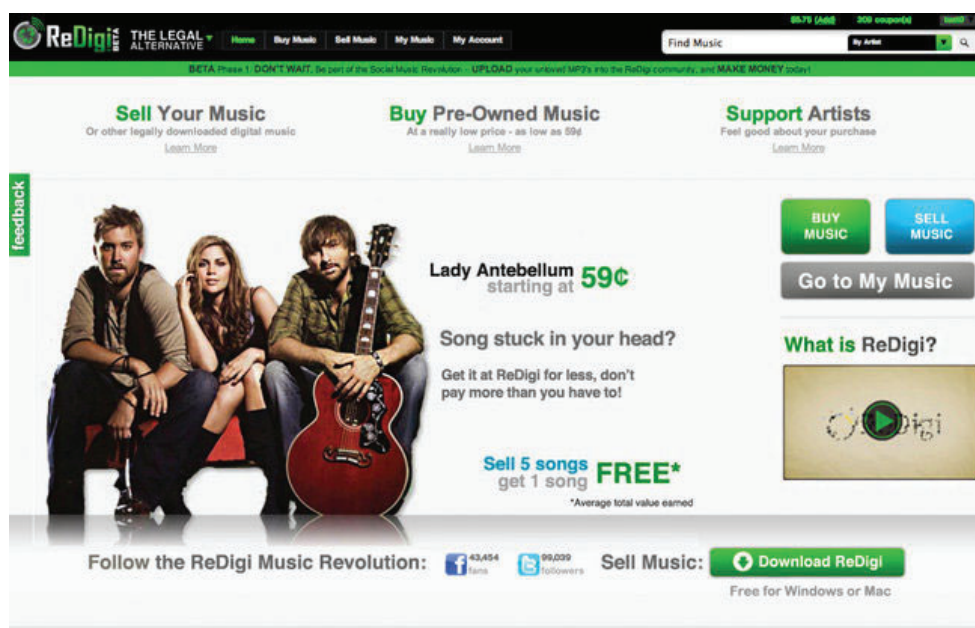 $5.75 (Add) 309 coupon(s)
ReDigi BETA THE LEGAL
ALTERNATIVE
Home Buy Music Sell Music My Music My Account
Find Music By Artist
BETA Phase 1: DON'T WAIT, Be part of the Social Music Revolution - UPLOAD your unloved MP3's into the ReDigi community, and MAKE MONEY today!
Sell Your Music
Or other legally downloaded digital music
Learn More
Buy Pre-Owned Music
At a really low price - as low as 59¢
Learn More
Support Artists
Feel good about your purchase
Learn More
feedback
Lady Antebellum
starting at 59¢
Song stuck in your head?
Get it at ReDigi for less, don't
pay more than you have to!
Sell 5 songs
get 1 song FREE*
*Average total value earned
BUY
MUSIC
SELL
MUSIC
Go to My Music
What is ReDigi?
Follow the ReDigi Music Revolution:
43,454
fans
99,039
followers
Sell Music:
Download ReDigi
Free for Windows or Mac